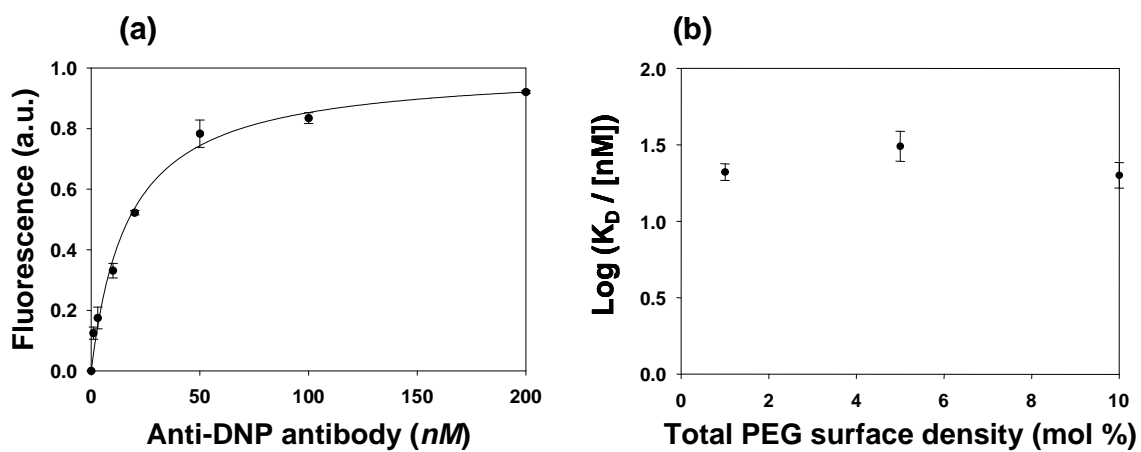 (a)
Fluorescence (a.u.)
1.0
0.8
0.6
0.4
0.2
0.0
0 50 100 150 200
Anti-DNP antibody (nM)
(b)
Log (K_D / [nM])
2.0
1.5
1.0
0.5
0.0
0 2 4 6 8 10
Total PEG surface density (mol %)